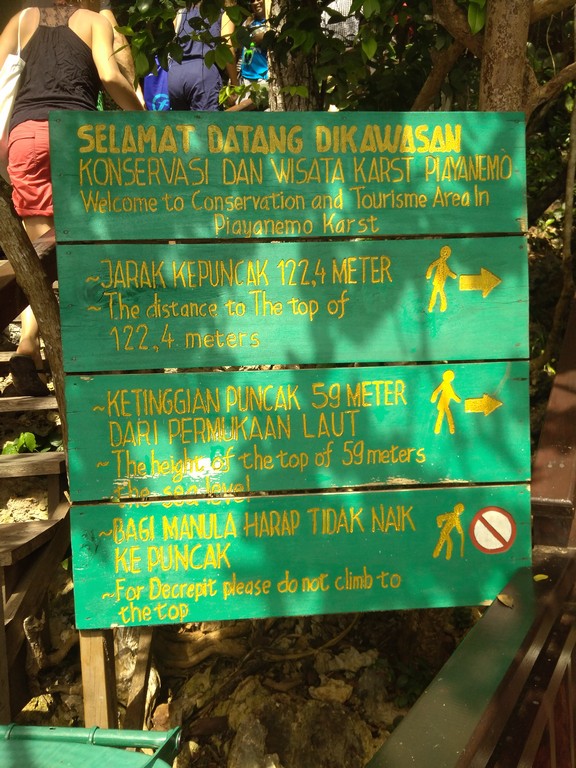 SELAMAT DATANG DIKAWASAN
KONSERVASI DAN WISATA KARST PIAYANEMO
Welcome to Conservation and Tourisme Area In
Piayanemo Karst
~JARAK KEPUNCAK 122,4 METER
~The distance to The top of
122,4 meters
~KETINGGIAN PUNCAK 59 METER
DARI PERMUKAAN LAUT
~The height of the top of 59 meters
the sea level
~BAGI MANULA HARAP TIDAK NAIK
KE PUNCAK
~For Decrepit please do not climb to
the top